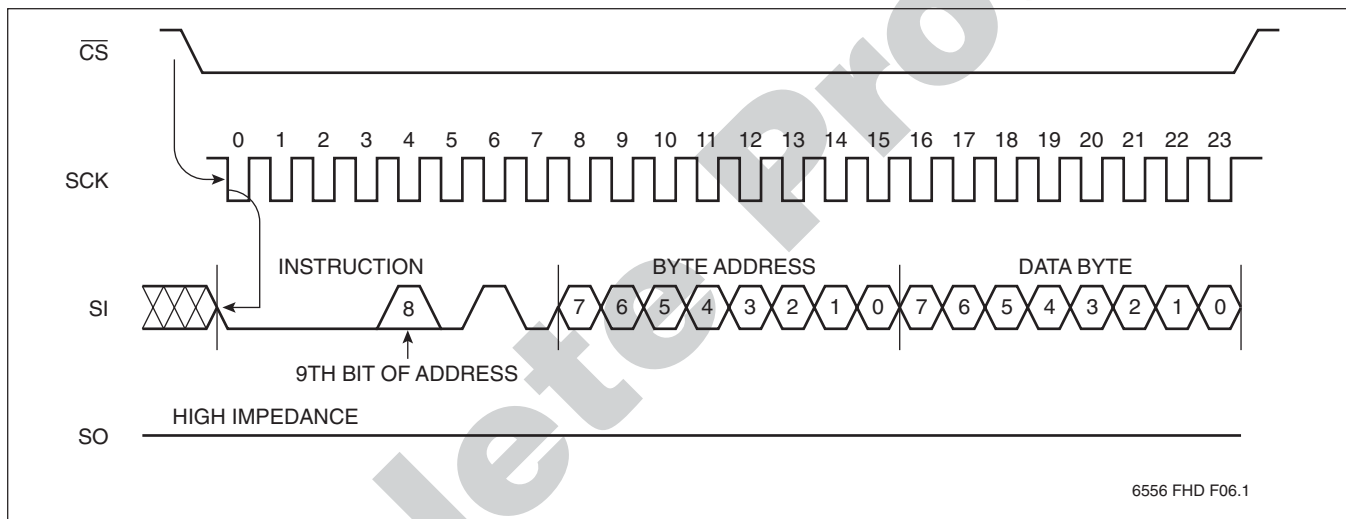 CS
0 1 2 3 4 5 6 7 8 9 10 11 12 13 14 15 16 17 18 19 20 21 22 23
SCK
INSTRUCTION BYTE ADDRESS DATA BYTE
SI 8 7 6 5 4 3 2 1 0 7 6 5 4 3 2 1 0
9TH BIT OF ADDRESS
HIGH IMPEDANCE
SO
6556 FHD F06.1
lete Pro